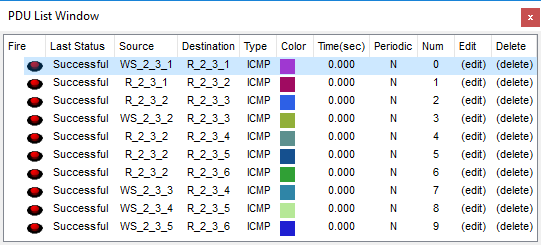 PDU List Window x
Fire Last Status Source Destination Type Color Time(sec) Periodic Num Edit Delete
Successful WS_2_3_1 R_2_3_1 ICMP 0.000 N 0 (edit) (delete)
Successful R_2_3_1 R_2_3_2 ICMP 0.000 N 1 (edit) (delete)
Successful R_2_3_2 R_2_3_3 ICMP 0.000 N 2 (edit) (delete)
Successful WS_2_3_2 R_2_3_3 ICMP 0.000 N 3 (edit) (delete)
Successful R_2_3_2 R_2_3_4 ICMP 0.000 N 4 (edit) (delete)
Successful R_2_3_2 R_2_3_5 ICMP 0.000 N 5 (edit) (delete)
Successful R_2_3_2 R_2_3_6 ICMP 0.000 N 6 (edit) (delete)
Successful WS_2_3_3 R_2_3_4 ICMP 0.000 N 7 (edit) (delete)
Successful WS_2_3_4 R_2_3_5 ICMP 0.000 N 8 (edit) (delete)
Successful WS_2_3_5 R_2_3_6 ICMP 0.000 N 9 (edit) (delete)